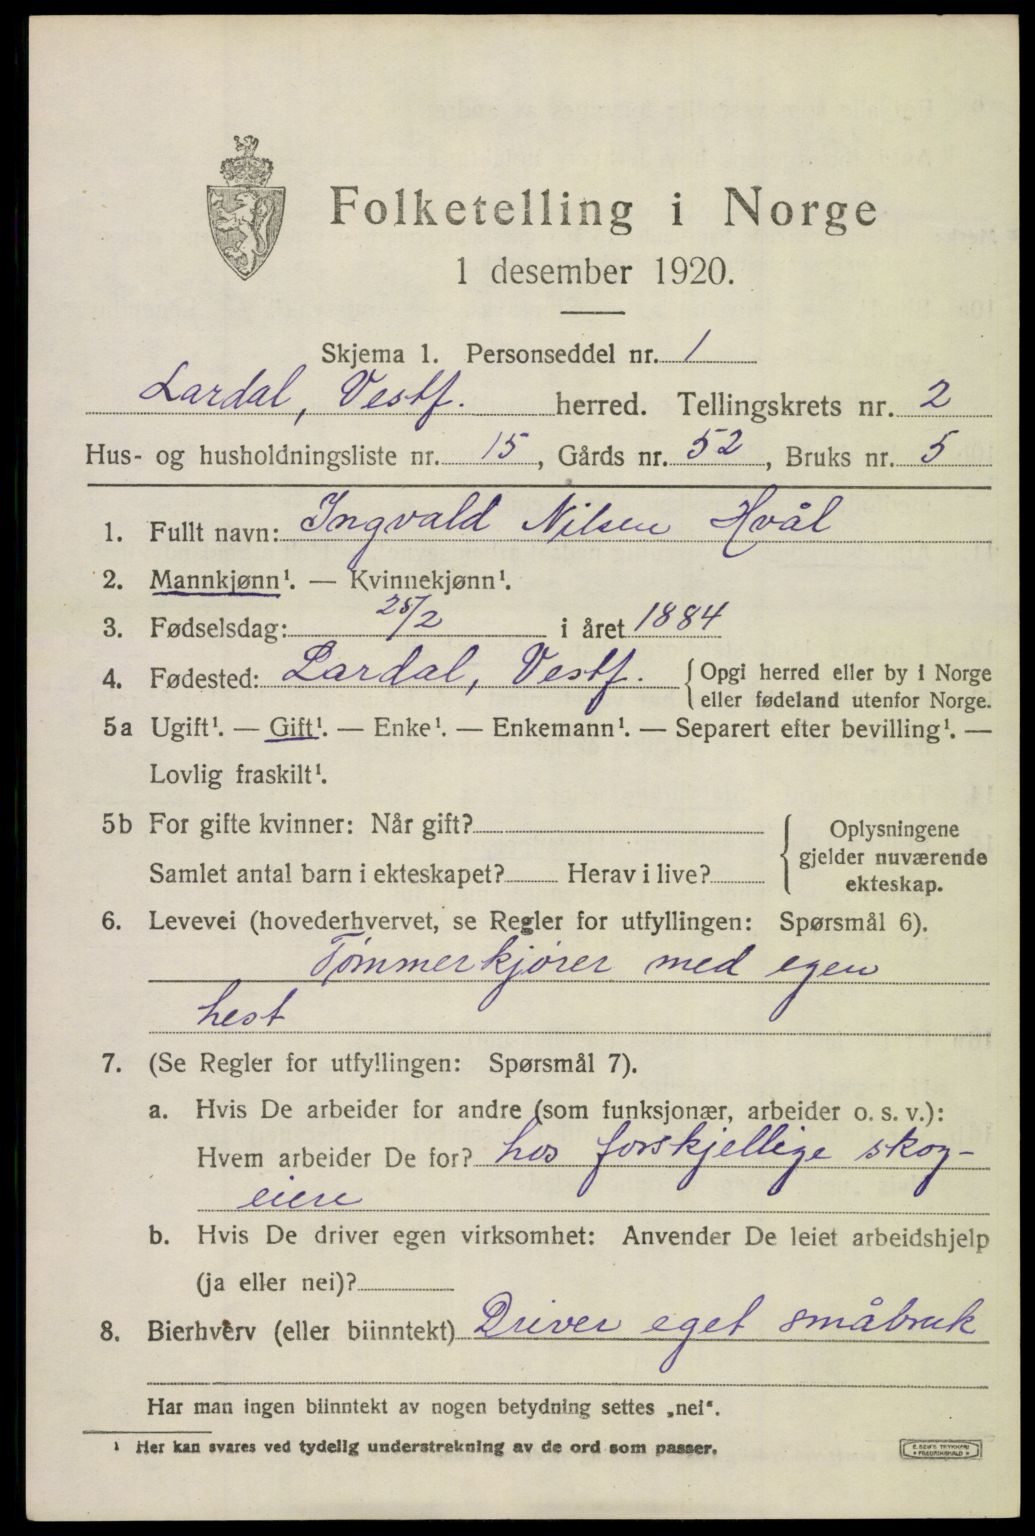 Folketelling i Norge
1 desember 1920.
Skjema 1. Personseddel nr. 1
Lardal, Vestf. herred. Tellingskrets nr. 2
Hus- og husholdningsliste nr. 15, Gårds nr. 52, Bruks nr. 5
1. Fullt navn: Ingvald Nilsen Hvål
2. Mannkjønn¹. — Kvinnekjønn¹.
3. Fødselsdag: 25/2 i året 1884
4. Fødested: Lardal, Vestf. { Opgi herred eller by i Norge
eller fødeland utenfor Norge.
5a Ugift¹. — Gift¹. — Enke¹. — Enkemann¹. — Separert efter bevilling¹. —
Lovlig fraskilt¹.
5b For gifte kvinner: Når gift?
Samlet antal barn i ekteskapet? Herav i live?
{ Oplysningene
gjelder nuværende
ekteskap.
6. Levevei (hovederhvervet, se Regler for utfyllingen: Spørsmål 6).
Tømmerkjører med egen
hest
7. (Se Regler for utfyllingen: Spørsmål 7).
a. Hvis De arbeider for andre (som funksjonær, arbeider o. s. v.):
Hvem arbeider De for? hos forskjellige skog-
eiere
b. Hvis De driver egen virksomhet: Anvender De leiet arbeidshjelp
(ja eller nei)?
8. Bierhverv (eller biinntekt) Driver eget småbruk
Har man ingen biinntekt av nogen betydning settes „nei“.
¹ Her kan svares ved tydelig understrekning av de ord som passer.